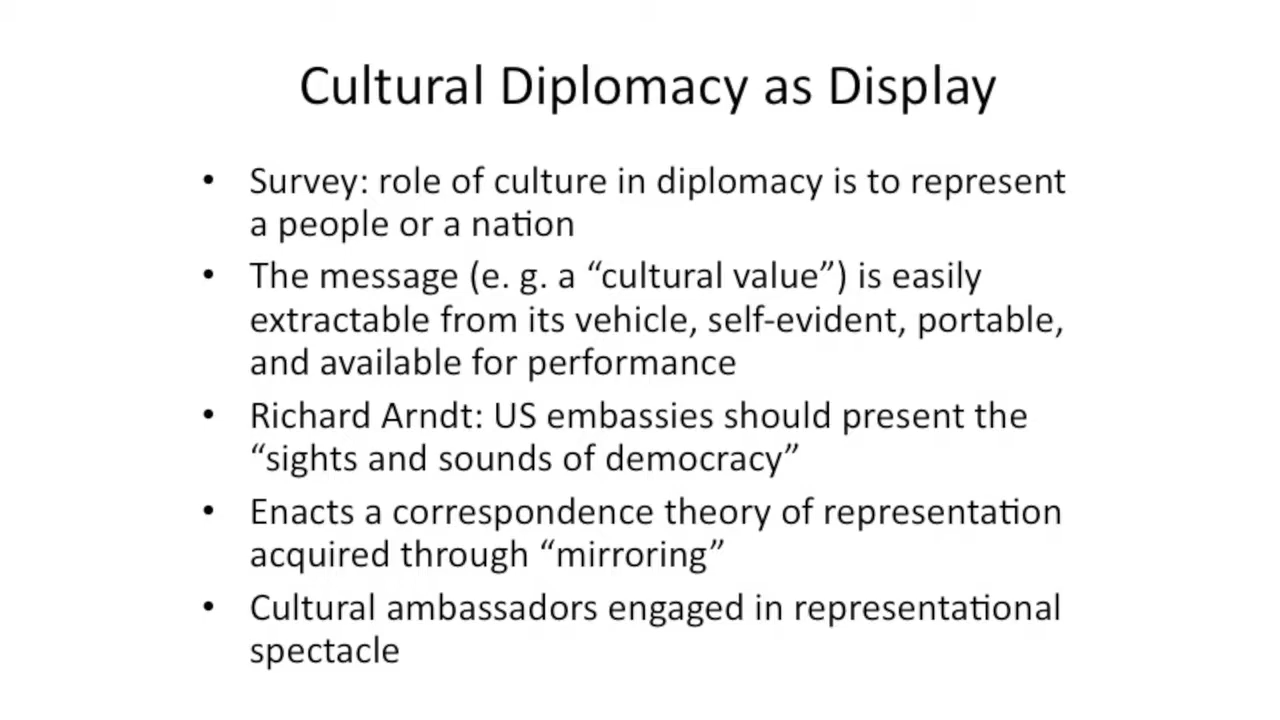 Cultural Diplomacy as Display
• Survey: role of culture in diplomacy is to represent
a people or a nation
• The message (e. g. a “cultural value”) is easily
extractable from its vehicle, self-evident, portable,
and available for performance
• Richard Arndt: US embassies should present the
“sights and sounds of democracy”
• Enacts a correspondence theory of representation
acquired through “mirroring”
• Cultural ambassadors engaged in representational
spectacle